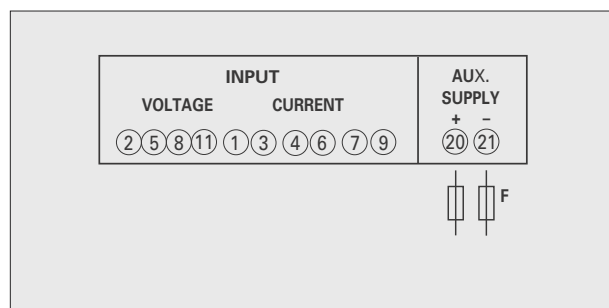 INPUT
VOLTAGE CURRENT
2 5 8 11 1 3 4 6 7 9
AUX.
SUPPLY
+ –
20 21
F